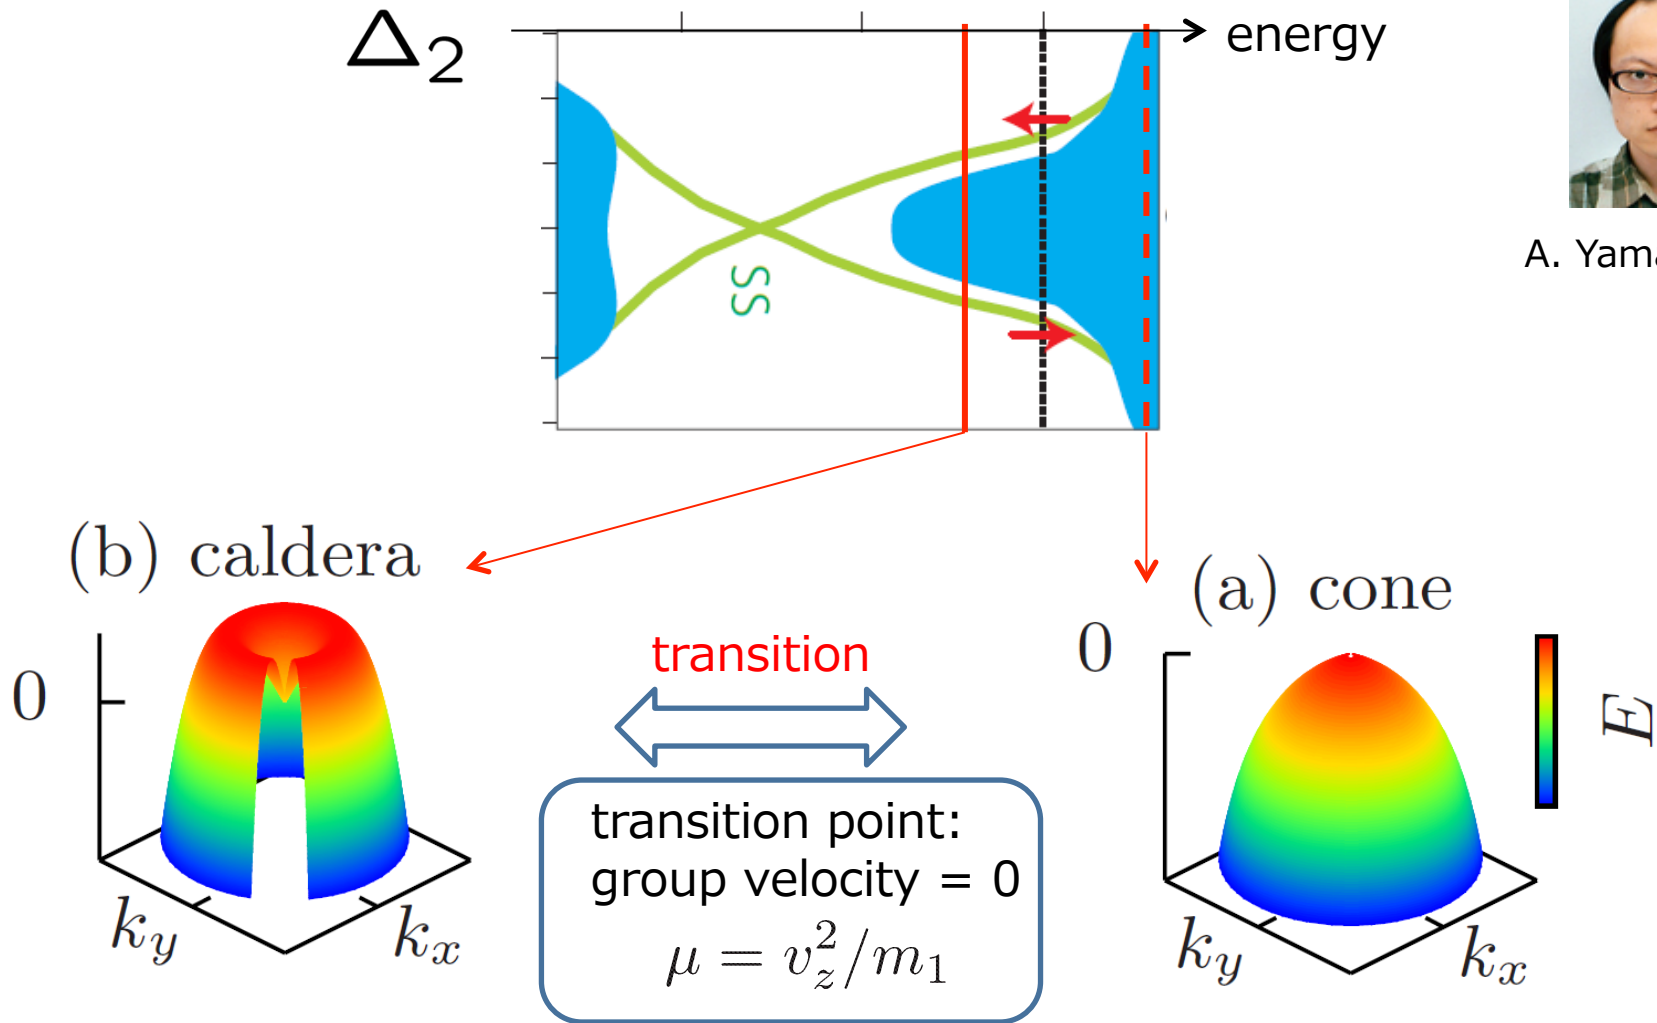 Δ₂
energy
SS
A. Yama
(b) caldera
(a) cone
0
transition
0
E
transition point:
group velocity = 0
μ = v_z^2/m_1
k_y
k_x
k_y
k_x